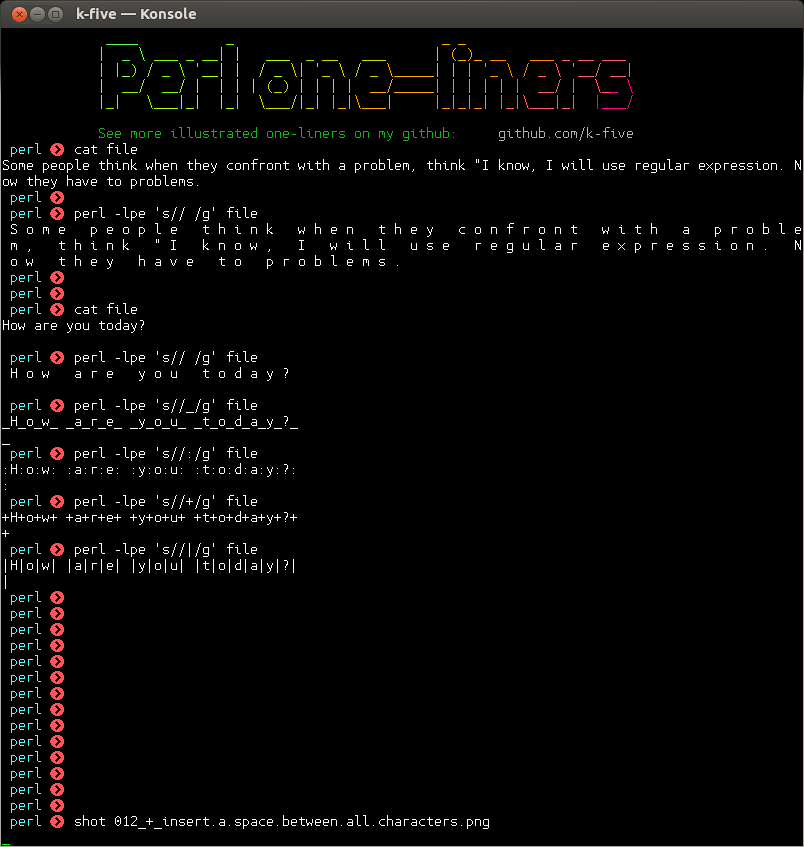 k-five — Konsole
Perl one-liners
See more illustrated one-liners on my github: github.com/k-five
perl cat file
Some people think when they confront with a problem, think "I know, I will use regular expression. N
ow they have to problems.
perl
perl perl -lpe 's// /g' file
S o m e  p e o p l e  t h i n k  w h e n  t h e y  c o n f r o n t  w i t h  a  p r o b l e
m ,  t h i n k  " I  k n o w ,  I  w i l l  u s e  r e g u l a r  e x p r e s s i o n .  N
o w  t h e y  h a v e  t o  p r o b l e m s .
perl
perl
perl cat file
How are you today?
perl perl -lpe 's// /g' file
H o w   a r e   y o u   t o d a y ?
perl perl -lpe 's//_/g' file
_H_o_w_ _a_r_e_ _y_o_u_ _t_o_d_a_y_?_
_
perl perl -lpe 's//:/g' file
:H:o:w: :a:r:e: :y:o:u: :t:o:d:a:y:?:
:
perl perl -lpe 's//+/g' file
+H+o+w+ +a+r+e+ +y+o+u+ +t+o+d+a+y+?+
+
perl perl -lpe 's//|/g' file
|H|o|w| |a|r|e| |y|o|u| |t|o|d|a|y|?|
|
perl
perl
perl
perl
perl
perl
perl
perl
perl
perl
perl
perl
perl
perl
perl shot 012_+_insert.a.space.between.all.characters.png